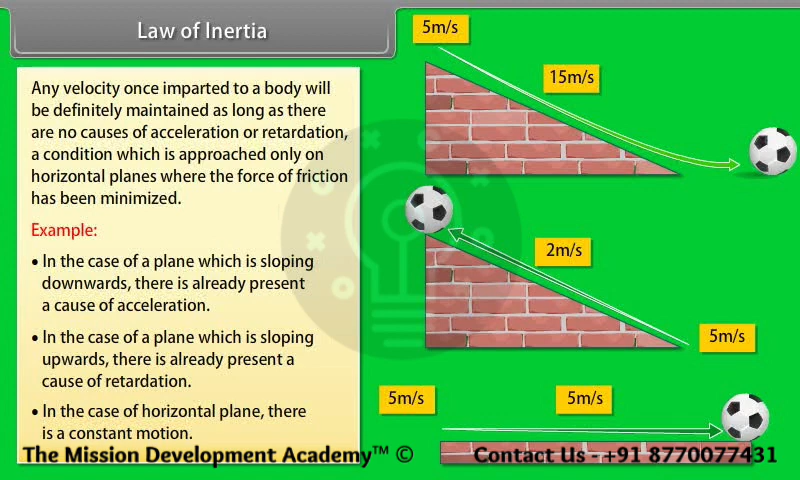 Law of Inertia
Any velocity once imparted to a body will
be definitely maintained as long as there
are no causes of acceleration or retardation,
a condition which is approached only on
horizontal planes where the force of friction
has been minimized.
Example:
• In the case of a plane which is sloping
downwards, there is already present
a cause of acceleration.
• In the case of a plane which is sloping
upwards, there is already present a
cause of retardation.
• In the case of horizontal plane, there
is a constant motion.
5m/s
15m/s
2m/s
5m/s
5m/s
5m/s
The Mission Development Academy™ ©
Contact Us - +91 8770077431